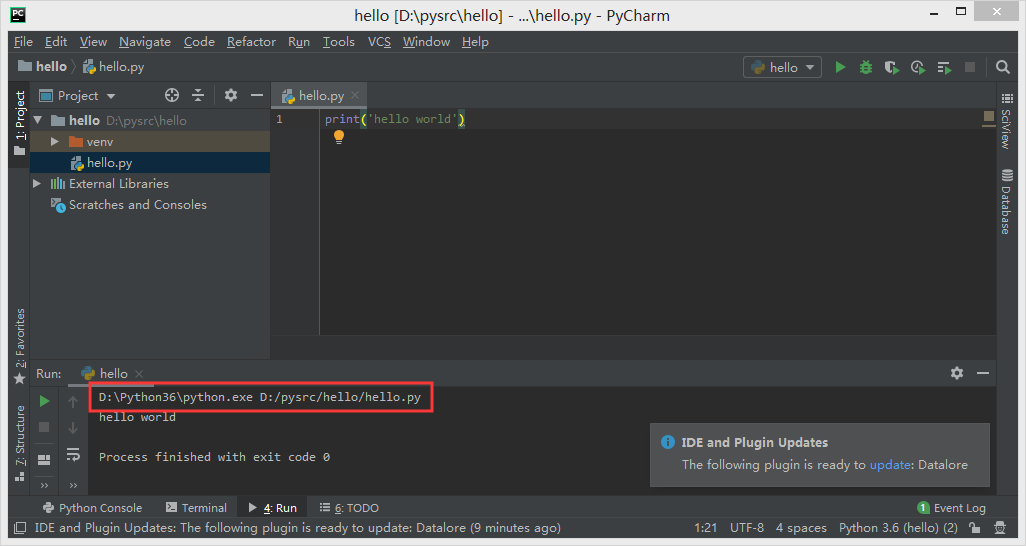 PC
hello [D:\pysrc\hello] - ...\hello.py - PyCharm
File Edit View Navigate Code Refactor Run Tools VCS Window Help
hello hello.py hello
1: Project
Project
hello.py
hello D:\pysrc\hello
venv
hello.py
External Libraries
Scratches and Consoles
1 print('hello world')
SciView
Database
2: Favorites
7: Structure
Run: hello
D:\Python36\python.exe D:/pysrc/hello/hello.py
hello world
Process finished with exit code 0
IDE and Plugin Updates
The following plugin is ready to update: Datalore
Python Console Terminal 4: Run 6: TODO 1 Event Log
IDE and Plugin Updates: The following plugin is ready to update: Datalore (9 minutes ago) 1:21 UTF-8 4 spaces Python 3.6 (hello) (2)